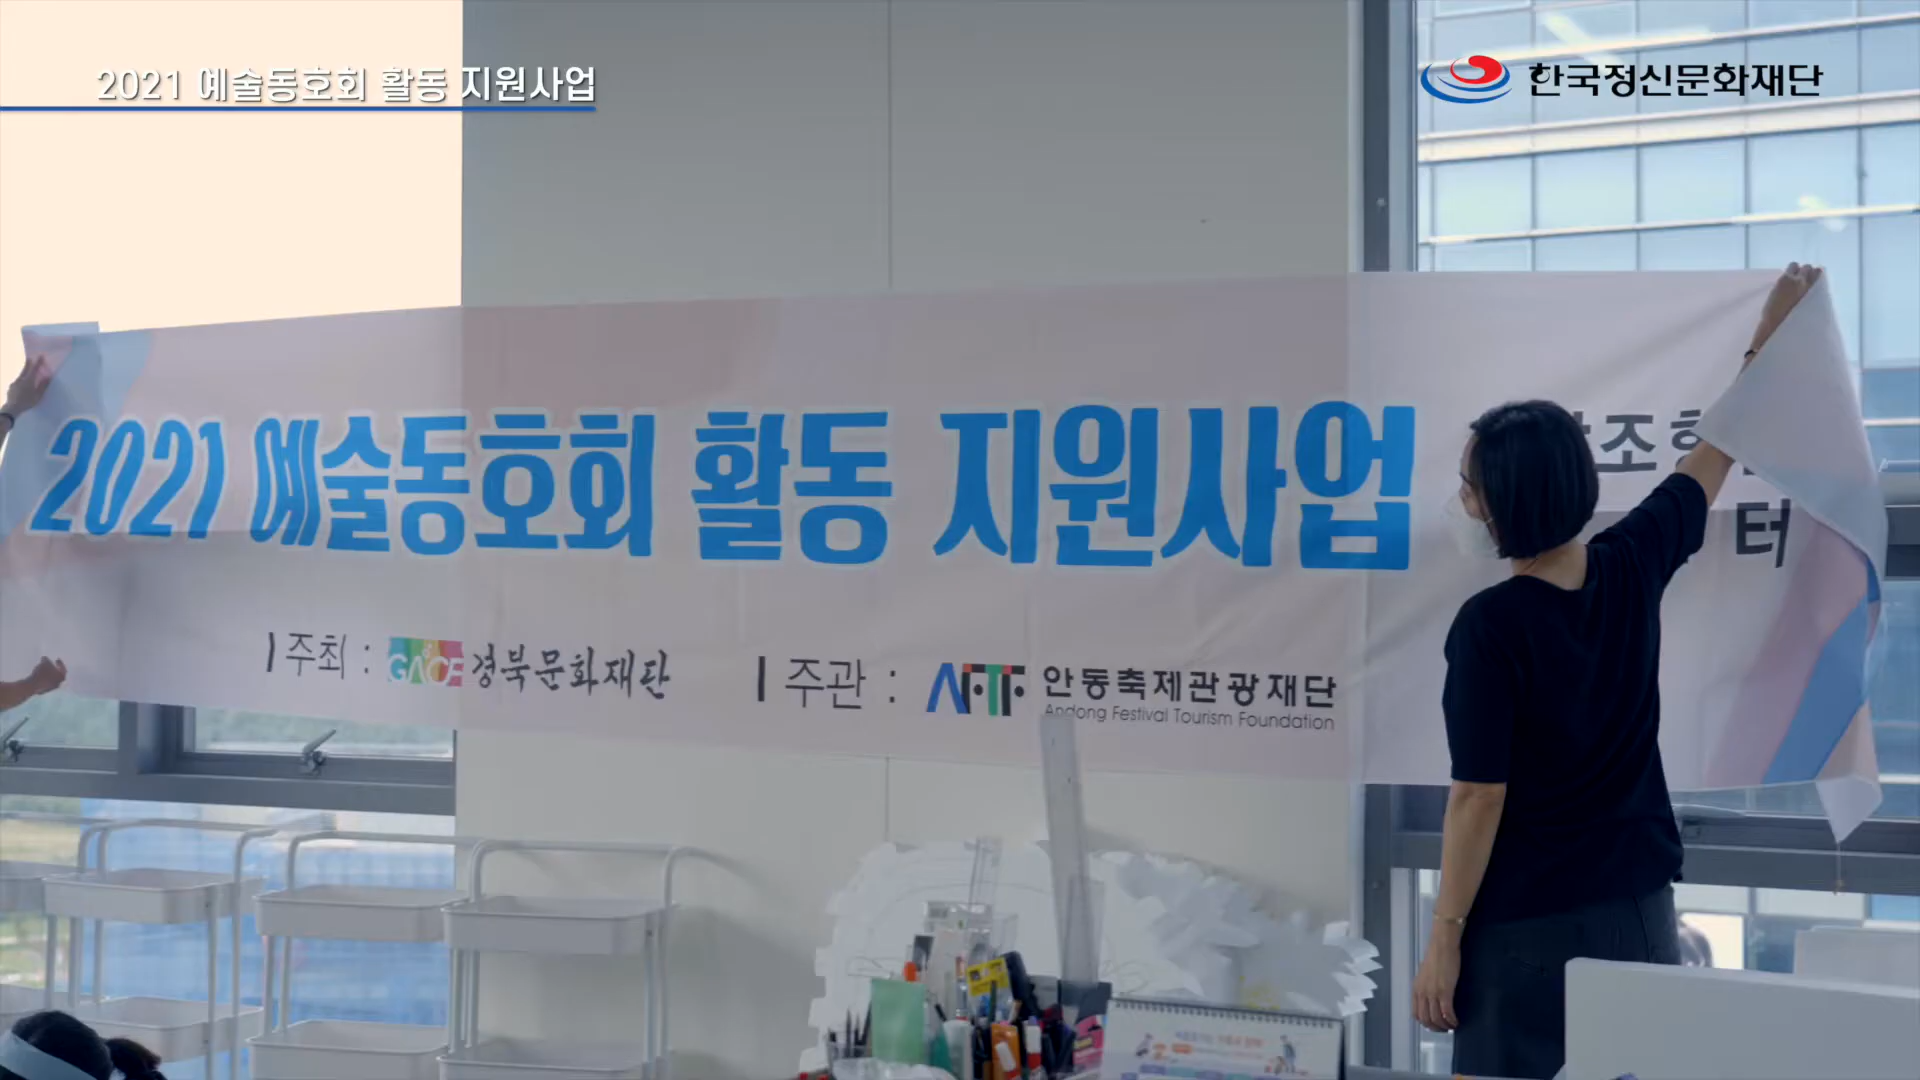 2021 예술동호회 활동 지원사업
한국정신문화재단
2021 예술동호회 활동 지원사업
터
주최 : GACF 경북문화재단
주관 : AFTF 안동축제관광재단
Andong Festival Tourism Foundation